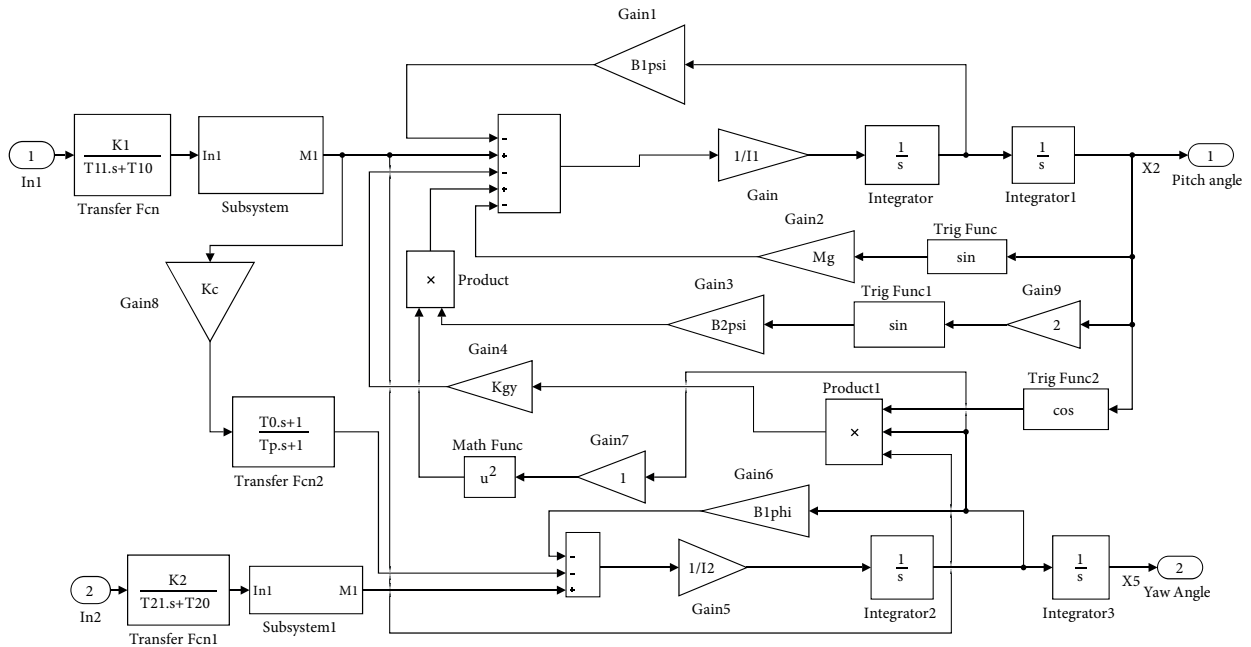 Gain1
B1psi
1
In1
K1
T11.s+T10
Transfer Fcn
In1
M1
Subsystem
-
+
-
+
-
1/I1
Gain
1
s
Integrator
1
s
Integrator1
X2
1
Pitch angle
Gain2
Mg
Trig Func
sin
Kc
Gain8
×
Product
Gain3
B2psi
Trig Func1
sin
Gain9
2
Gain4
Kgy
Product1
×
Trig Func2
cos
T0.s+1
Tp.s+1
Transfer Fcn2
Math Func
u2
Gain7
1
Gain6
B1phi
2
In2
K2
T21.s+T20
Transfer Fcn1
In1
M1
Subsystem1
-
-
+
1/I2
Gain5
1
s
Integrator2
1
s
Integrator3
X5
2
Yaw Angle